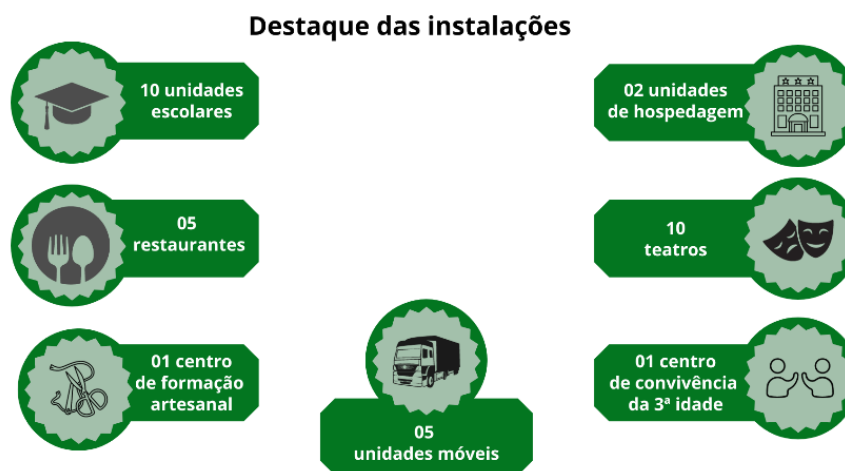 Destaque das instalações
10 unidades
escolares
02 unidades
de hospedagem
05
restaurantes
10
teatros
01 centro
de formação
artesanal
01 centro
de convivência
da 3ª idade
05
unidades móveis